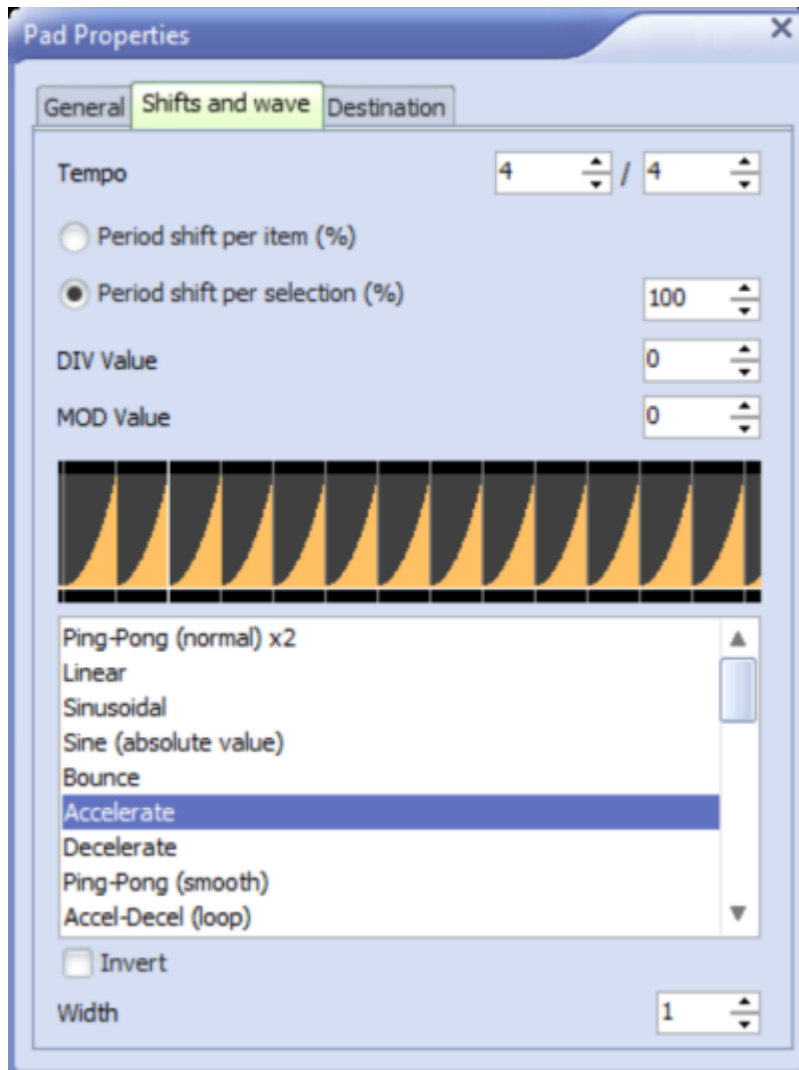 Pad Properties
General Shifts and wave Destination
Tempo 4 / 4
Period shift per item (%)
Period shift per selection (%) 100
DIV Value 0
MOD Value 0
Ping-Pong (normal) x2
Linear
Sinusoidal
Sine (absolute value)
Bounce
Accelerate
Decelerate
Ping-Pong (smooth)
Accel-Decel (loop)
Invert
Width 1